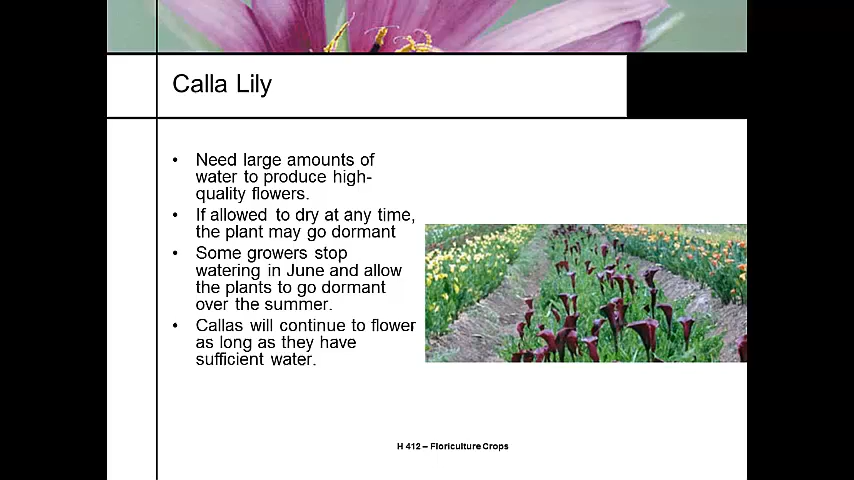 Calla Lily
• Need large amounts of
water to produce high-
quality flowers.
• If allowed to dry at any time,
the plant may go dormant
• Some growers stop
watering in June and allow
the plants to go dormant
over the summer.
• Callas will continue to flower
as long as they have
sufficient water.
H 412 – Floriculture Crops